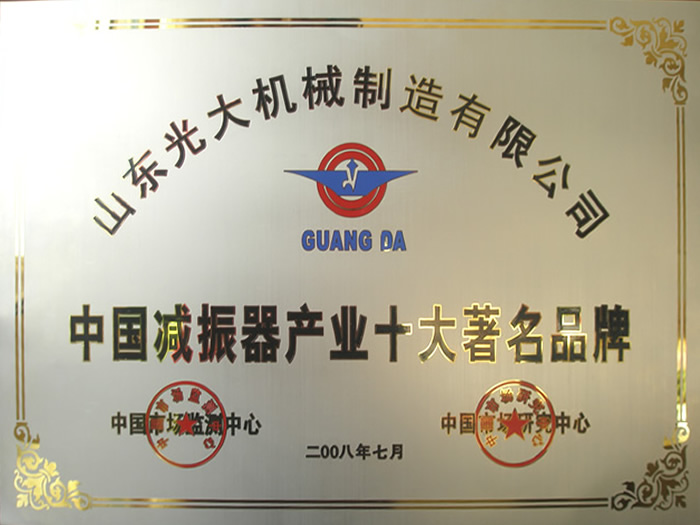 山东光大机械制造有限公司
GUANG DA
中国减振器产业十大著名品牌
中国市场监测中心
中国市场研究中心
二00八年七月